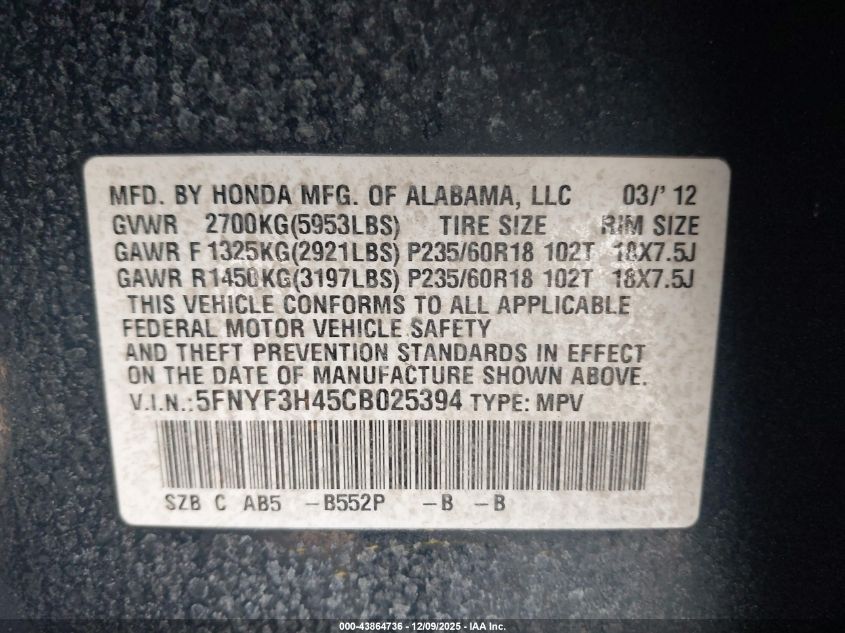 MFD. BY HONDA MFG. OF ALABAMA, LLC 03/' 12
GVWR 2700KG(5953LBS) TIRE SIZE RIM SIZE
GAWR F 1325KG(2921LBS) P235/60R18 102T 18X7.5J
GAWR R1450KG(3197LBS) P235/60R18 102T 18X7.5J
THIS VEHICLE CONFORMS TO ALL APPLICABLE
FEDERAL MOTOR VEHICLE SAFETY
AND THEFT PREVENTION STANDARDS IN EFFECT
ON THE DATE OF MANUFACTURE SHOWN ABOVE.
V.I.N.:5FNYF3H45CB025394 TYPE: MPV
SZB C AB5 -B552P -B -B
000-43864736 - 12/09/2025 - IAA Inc.